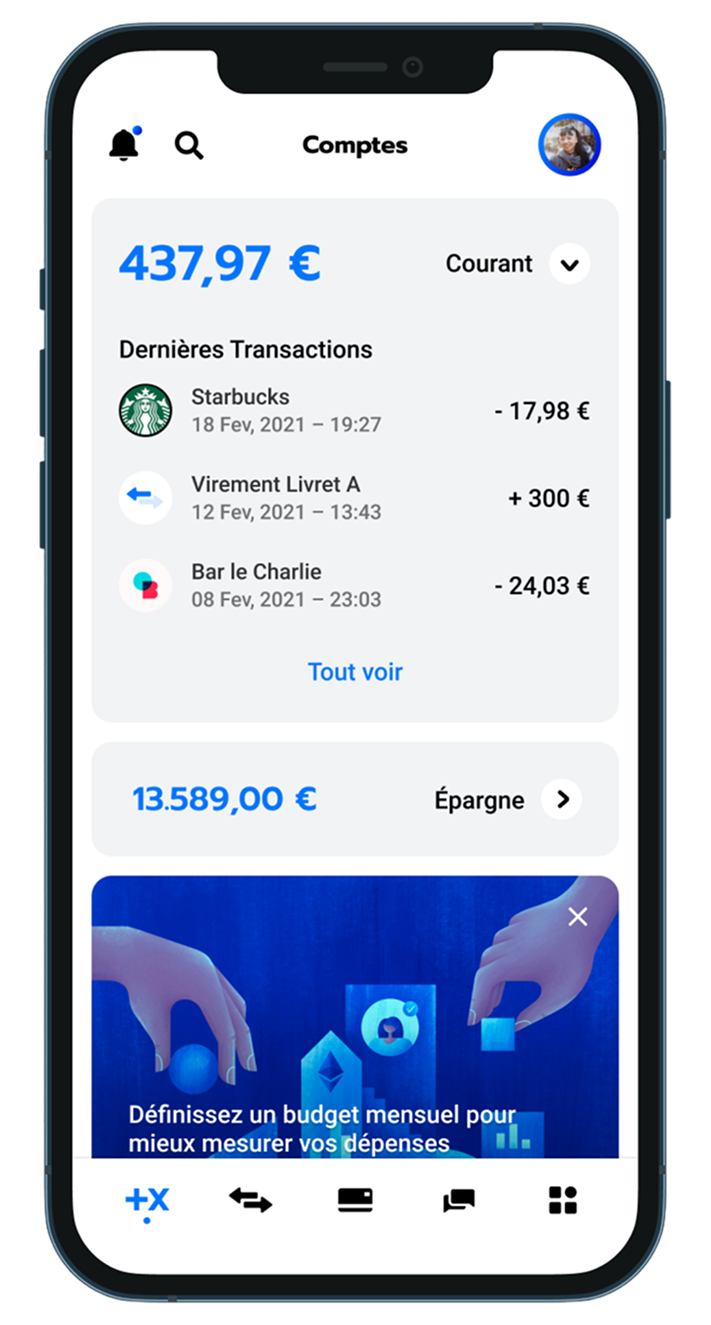 Comptes
437,97 €
Courant
Dernières Transactions
Starbucks
18 Fev, 2021 – 19:27
- 17,98 €
Virement Livret A
12 Fev, 2021 – 13:43
+ 300 €
Bar le Charlie
08 Fev, 2021 – 23:03
- 24,03 €
Tout voir
13.589,00 €
Épargne
Définissez un budget mensuel pour
mieux mesurer vos dépenses
+X